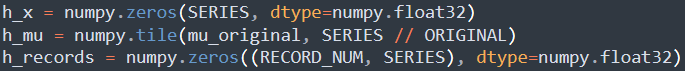 h_x = numpy.zeros(SERIES, dtype=numpy.float32)
h_mu = numpy.tile(mu_original, SERIES // ORIGINAL)
h_records = numpy.zeros((RECORD_NUM, SERIES), dtype=numpy.float32)